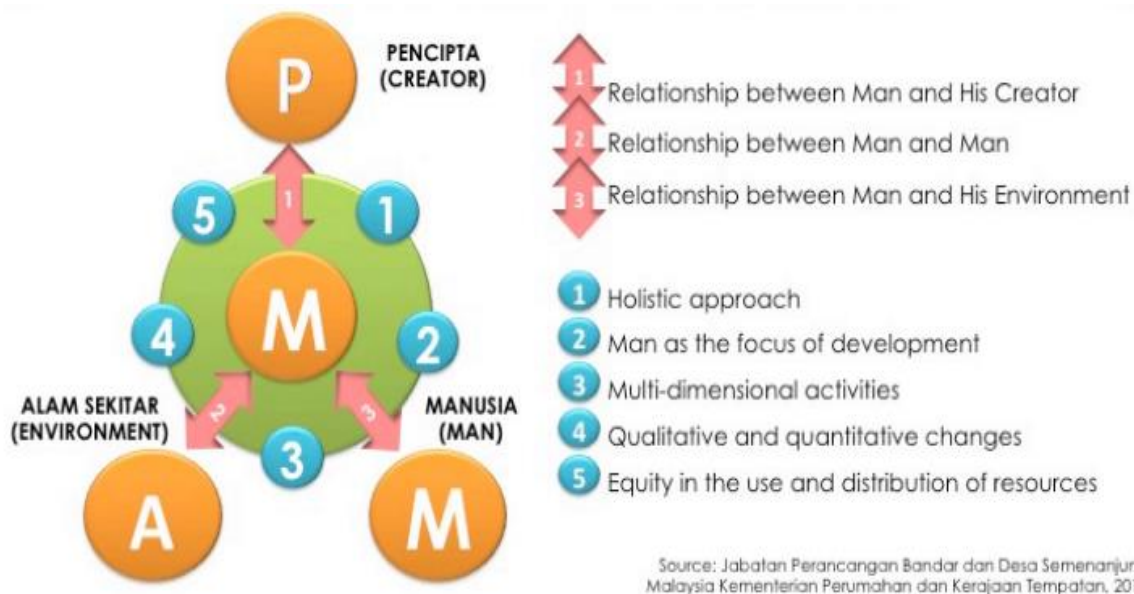 P
PENCIPTA
(CREATOR)
1
5
1
M
4
2
2
3
3
ALAM SEKITAR
(ENVIRONMENT)
MANUSIA
(MAN)
A
M
1 Relationship between Man and His Creator
2 Relationship between Man and Man
3 Relationship between Man and His Environment
1 Holistic approach
2 Man as the focus of development
3 Multi-dimensional activities
4 Qualitative and quantitative changes
5 Equity in the use and distribution of resources
Source: Jabatan Perancangan Bandar dan Desa
Malaysia Kementerian Perumahan dan Kerajaan Tempatan,